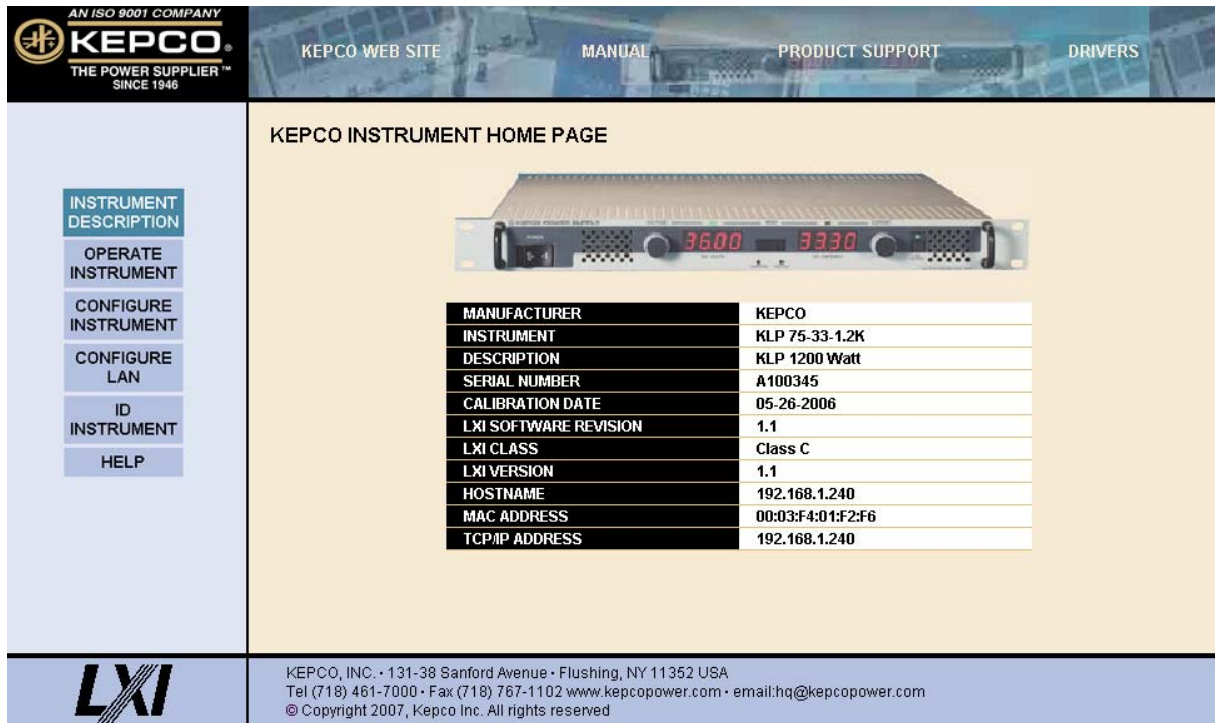 AN ISO 9001 COMPANY
KEPCO®
THE POWER SUPPLIER™
SINCE 1946
KEPCO WEB SITE
MANUAL
PRODUCT SUPPORT
DRIVERS
INSTRUMENT
DESCRIPTION
OPERATE
INSTRUMENT
CONFIGURE
INSTRUMENT
CONFIGURE
LAN
ID
INSTRUMENT
HELP
KEPCO INSTRUMENT HOME PAGE
KEPCO POWER SUPPLY
36.00 33.30
MANUFACTURER KEPCO
INSTRUMENT KLP 75-33-1.2K
DESCRIPTION KLP 1200 Watt
SERIAL NUMBER A100345
CALIBRATION DATE 05-26-2006
LXI SOFTWARE REVISION 1.1
LXI CLASS Class C
LXI VERSION 1.1
HOSTNAME 192.168.1.240
MAC ADDRESS 00:03:F4:01:F2:F6
TCP/IP ADDRESS 192.168.1.240
LXI
KEPCO, INC. • 131-38 Sanford Avenue • Flushing, NY 11352 USA
Tel (718) 461-7000 • Fax (718) 767-1102 www.kepcopower.com • email:hq@kepcopower.com
© Copyright 2007, Kepco Inc. All rights reserved